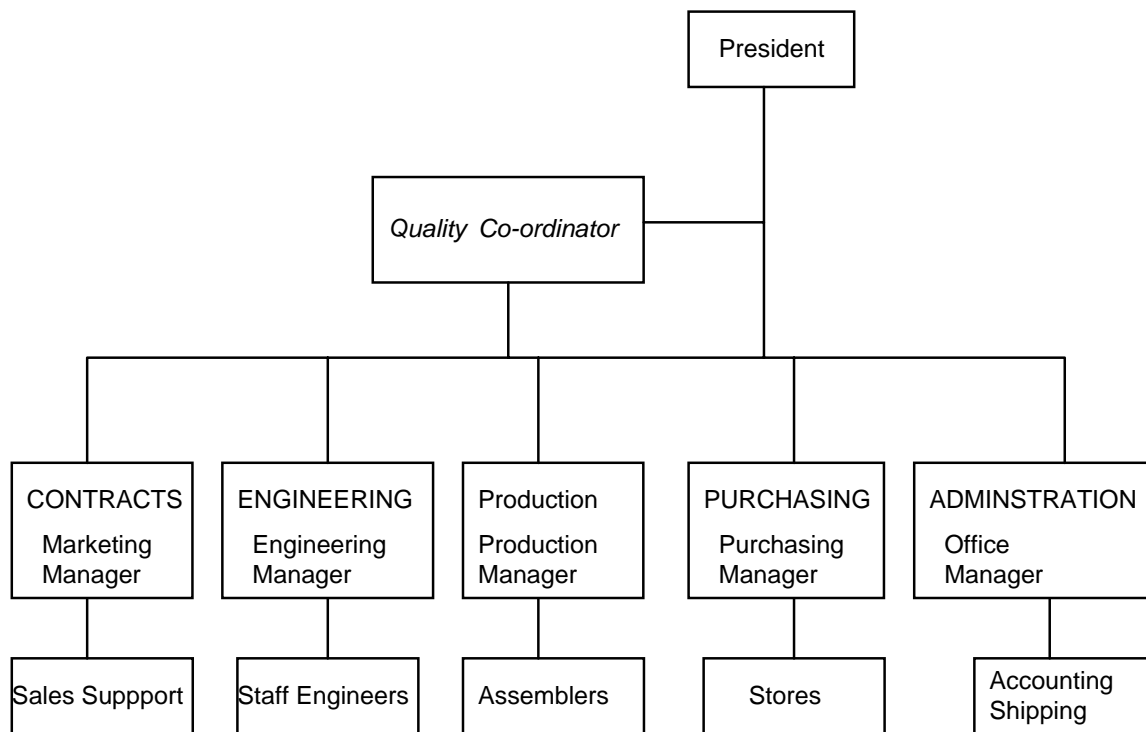 President
Quality Co-ordinator
CONTRACTS
Marketing
Manager
ENGINEERING
Engineering
Manager
Production
Production
Manager
PURCHASING
Purchasing
Manager
ADMINSTRATION
Office
Manager
Sales Suppport
Staff Engineers
Assemblers
Stores
Accounting
Shipping